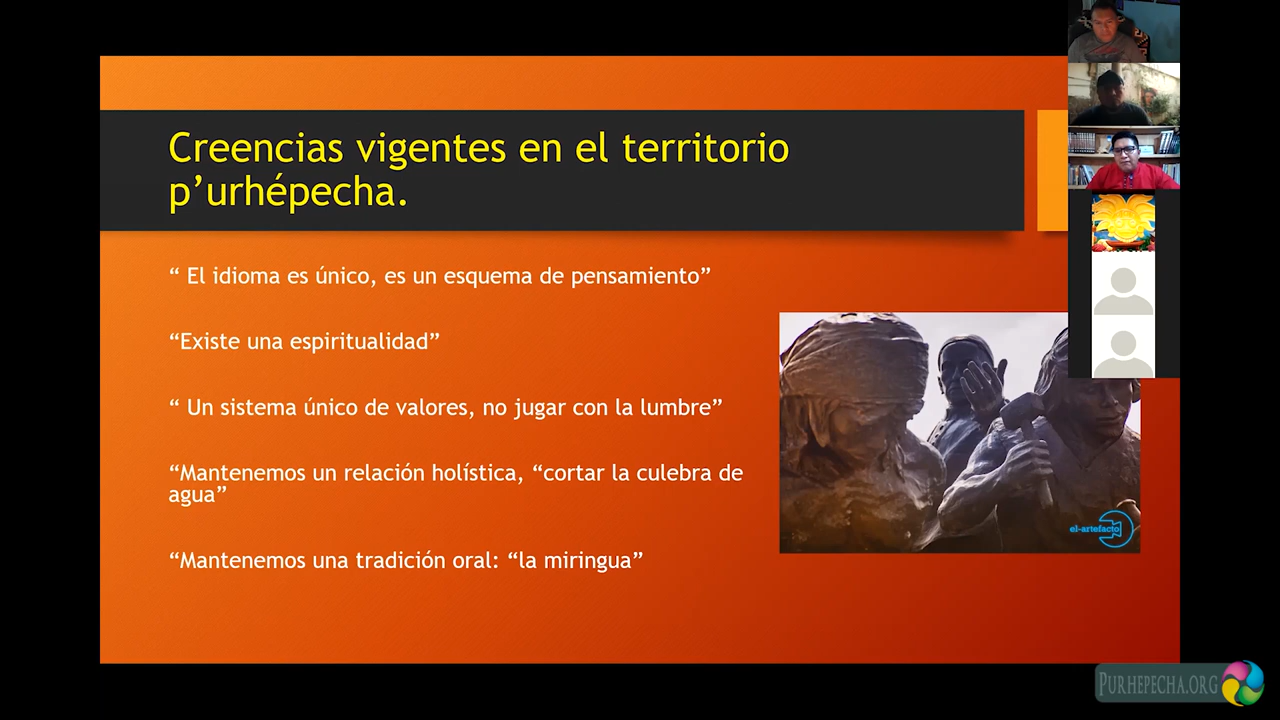 Creencias vigentes en el territorio
p’urhépecha.
“ El idioma es único, es un esquema de pensamiento”
“Existe una espiritualidad”
“ Un sistema único de valores, no jugar con la lumbre”
“Mantenemos un relación holística, “cortar la culebra de
agua”
“Mantenemos una tradición oral: “la miringua”
el-artefacto
PURHEPECHA.ORG